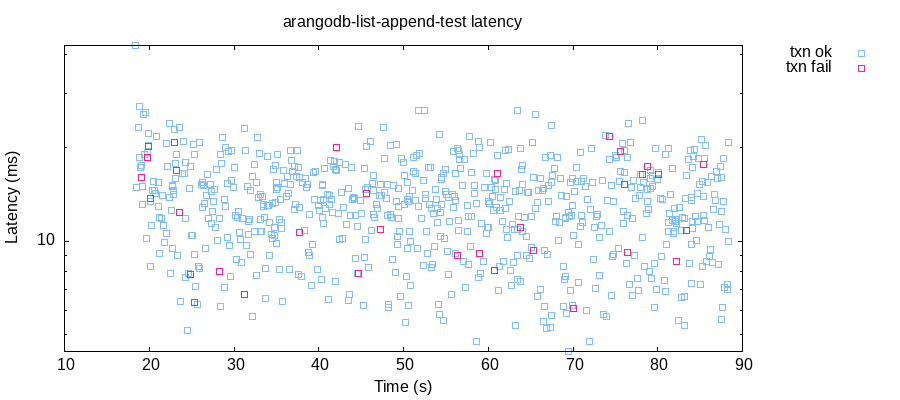 arangodb-list-append-test latency
txn ok
txn fail
Latency (ms)
10
10 20 30 40 50 60 70 80 90
Time (s)